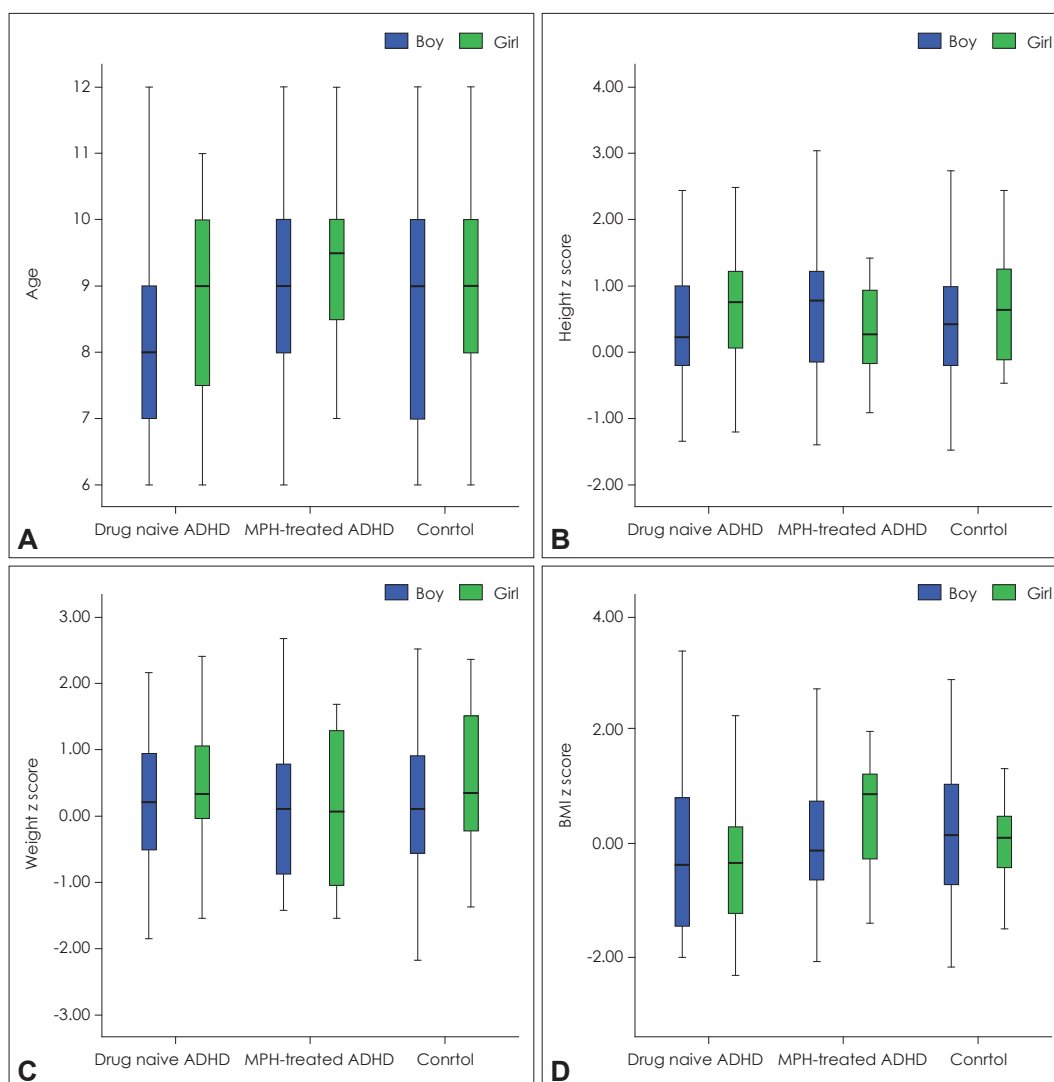 Boy Girl
12
11
10
9
8
7
6
Age
Drug naive ADHD MPH-treated ADHD Conrtol
A
Boy Girl
4.00
3.00
2.00
1.00
0.00
-1.00
-2.00
Height z score
Drug naive ADHD MPH-treated ADHD Conrtol
B
Boy Girl
3.00
2.00
1.00
0.00
-1.00
-2.00
-3.00
Weight z score
Drug naive ADHD MPH-treated ADHD Conrtol
C
Boy Girl
4.00
2.00
0.00
-2.00
BMI z score
Drug naive ADHD MPH-treated ADHD Conrtol
D